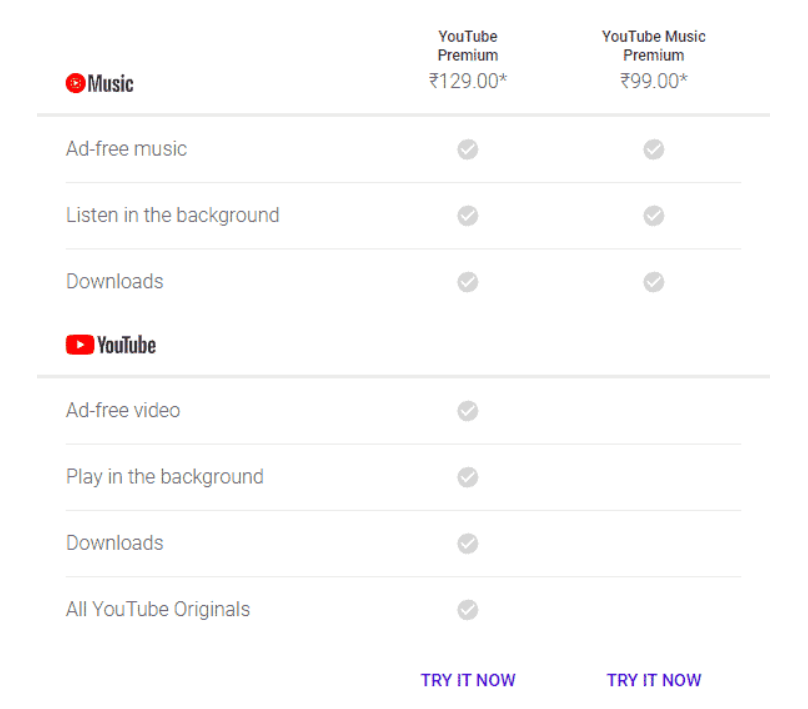 YouTube
Premium
YouTube Music
Premium
Music
₹129.00*
₹99.00*
Ad-free music
Listen in the background
Downloads
YouTube
Ad-free video
Play in the background
Downloads
All YouTube Originals
TRY IT NOW
TRY IT NOW